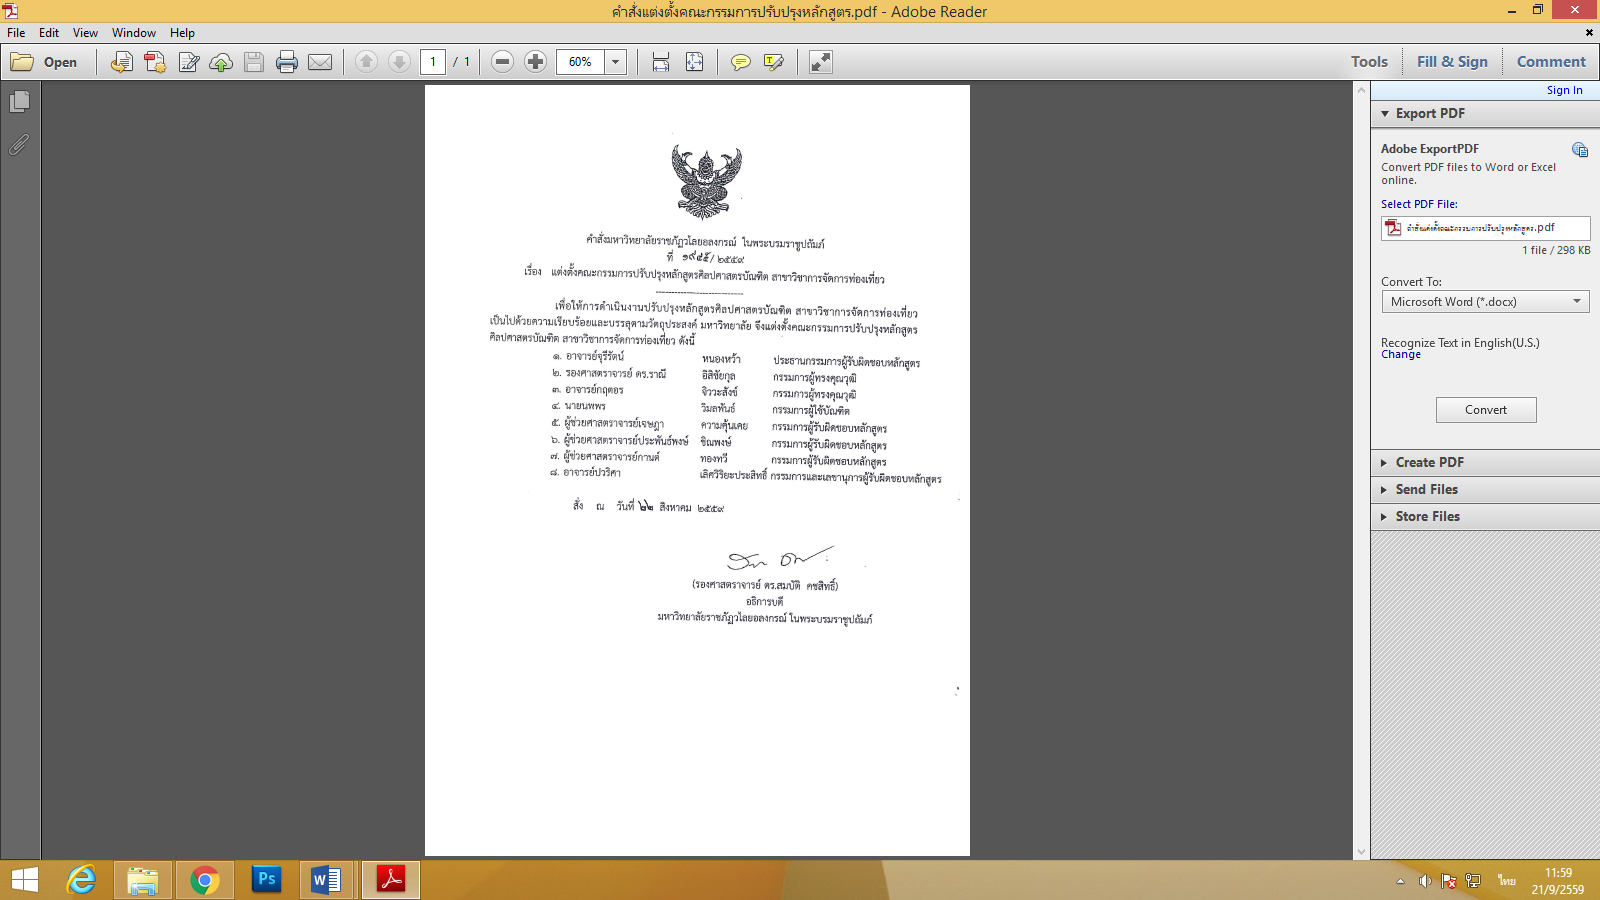 คำสั่งแต่งตั้งคณะกรรมการปรับปรุงหลักสูตร.pdf - Adobe Reader
File Edit View Window Help
Open 1 / 1 60% Tools Fill & Sign Comment
Sign In
Export PDF
Adobe ExportPDF
Convert PDF files to Word or Excel
online.
Select PDF File:
คำสั่งแต่งตั้งคณะกรรมการปรับปรุงหลักสูตร.pdf
1 file / 298 KB
Convert To:
Microsoft Word (*.docx)
Recognize Text in English(U.S.)
Change
Convert
Create PDF
Send Files
Store Files
คำสั่งมหาวิทยาลัยราชภัฏวไลยอลงกรณ์ ในพระบรมราชูปถัมภ์
ที่ ๑๙๔๕/๒๕๕๙
เรื่อง แต่งตั้งคณะกรรมการปรับปรุงหลักสูตรศิลปศาสตรบัณฑิต สาขาวิชาการจัดการท่องเที่ยว
----------------------------
เพื่อให้การดำเนินงานปรับปรุงหลักสูตรศิลปศาสตรบัณฑิต สาขาวิชาการจัดการท่องเที่ยว
เป็นไปด้วยความเรียบร้อยและบรรลุตามวัตถุประสงค์ มหาวิทยาลัย จึงแต่งตั้งคณะกรรมการปรับปรุงหลักสูตร
ศิลปศาสตรบัณฑิต สาขาวิชาการจัดการท่องเที่ยว ดังนี้
๑. อาจารย์จุรีรัตน์ หนองหว้า ประธานกรรมการผู้รับผิดชอบหลักสูตร
๒. รองศาสตราจารย์ ดร.ราณี อิสิชัยกุล กรรมการผู้ทรงคุณวุฒิ
๓. อาจารย์กฤตอร จิววะสังข์ กรรมการผู้ทรงคุณวุฒิ
๔. นายนพพร วิมลพันธ์ กรรมการผู้ใช้บัณฑิต
๕. ผู้ช่วยศาสตราจารย์เจษฎา ความคุ้นเคย กรรมการผู้รับผิดชอบหลักสูตร
๖. ผู้ช่วยศาสตราจารย์ประพันธ์พงษ์ ชิณพงษ์ กรรมการผู้รับผิดชอบหลักสูตร
๗. ผู้ช่วยศาสตราจารย์กานต์ ทองทวี กรรมการผู้รับผิดชอบหลักสูตร
๘. อาจารย์ปวริศา เลิศวิริยะประสิทธิ์ กรรมการและเลขานุการผู้รับผิดชอบหลักสูตร
สั่ง ณ วันที่ ๒๒ สิงหาคม ๒๕๕๙
(รองศาสตราจารย์ ดร.สมบัติ คชสิทธิ์)
อธิการบดี
มหาวิทยาลัยราชภัฏวไลยอลงกรณ์ ในพระบรมราชูปถัมภ์
Ps
ไทย
11:59
21/9/2559